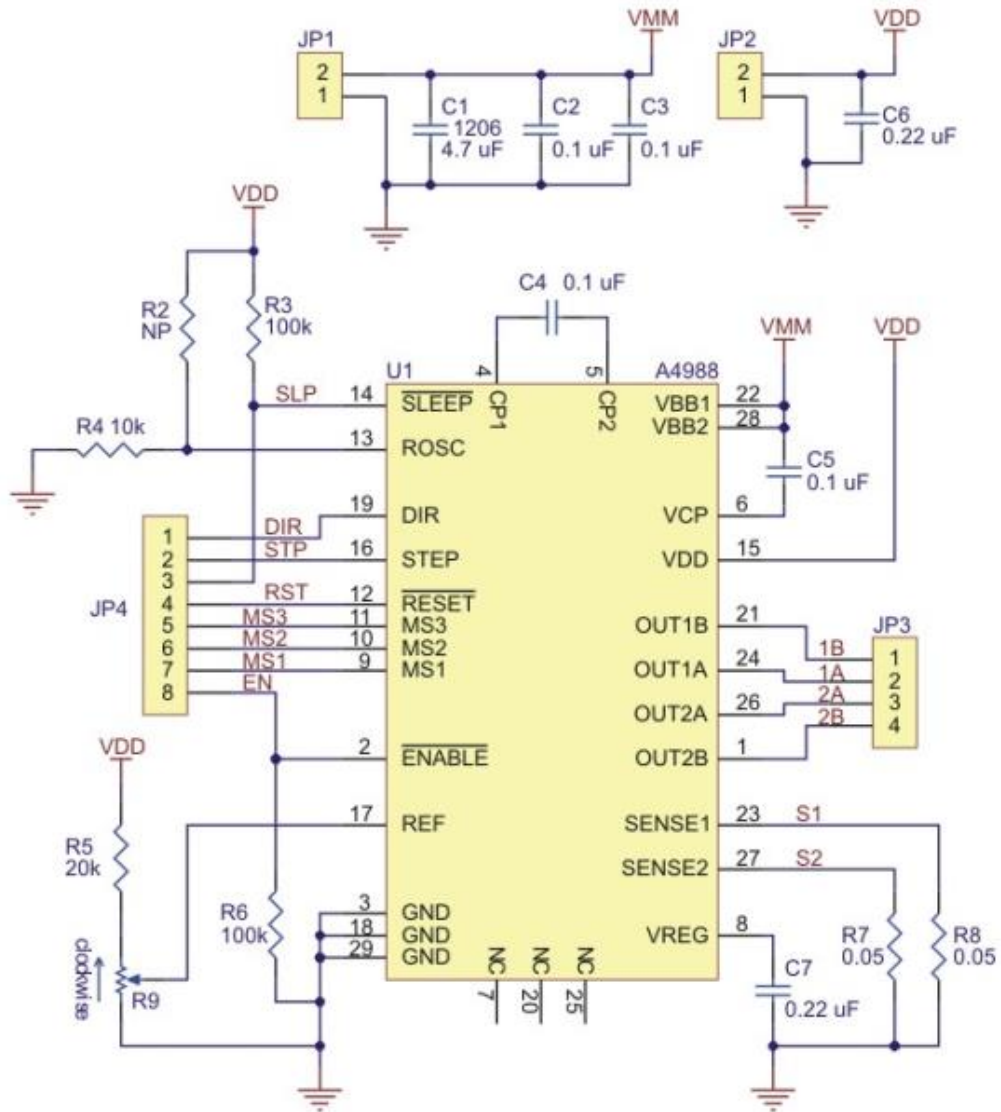 JP1
2
1
VMM
C1
1206
4.7 uF
C2
0.1 uF
C3
0.1 uF
JP2
2
1
VDD
C6
0.22 uF
VDD
R2
NP
R3
100k
R4 10k
C4 0.1 uF
VMM
VDD
U1
A4988
4
CP1
5
CP2
SLP 14 SLEEP
13 ROSC
DIR 19 DIR
STP 16 STEP
RST 12 RESET
MS3 11 MS3
MS2 10 MS2
MS1 9 MS1
EN
2 ENABLE
17 REF
3 GND
18 GND
29 GND
JP4
1
2
3
4
5
6
7
8
VBB1 22
VBB2 28
C5
0.1 uF
VCP 6
VDD 15
OUT1B 21
OUT1A 24
OUT2A 26
OUT2B 1
1B
1A
2A
2B
JP3
1
2
3
4
SENSE1 23 S1
SENSE2 27 S2
VREG 8
VDD
R5
20k
clockwise
R9
R6
100k
NC
7
NC
20
NC
25
C7
0.22 uF
R7
0.05
R8
0.05